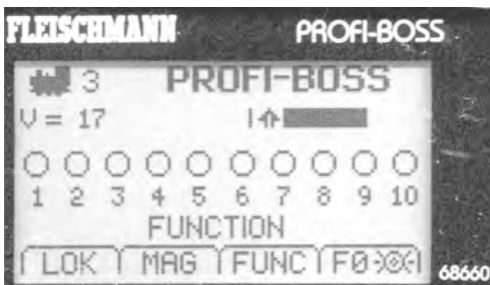 FLEISCHMANN PROFI-BOSS
3 PROFI-BOSS
V = 17
1 2 3 4 5 6 7 8 9 10
FUNCTION
LOK MAG FUNC F0
68660